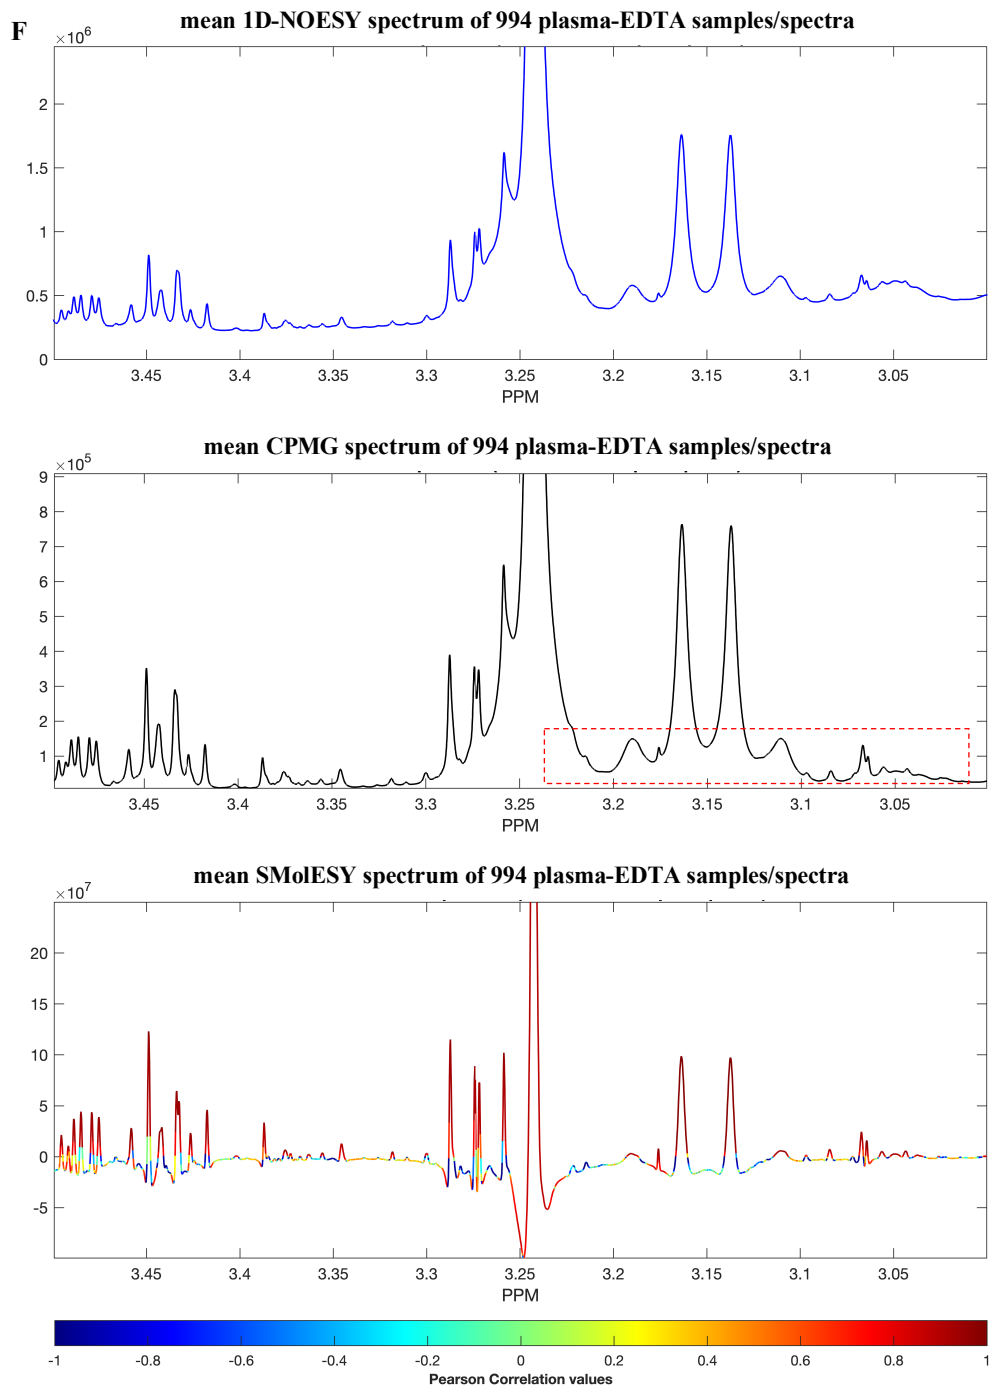 F
mean 1D-NOESY spectrum of 994 plasma-EDTA samples/spectra
×10⁶
2
1.5
1
0.5
0
3.45 3.4 3.35 3.3 3.25 3.2 3.15 3.1 3.05
PPM
mean CPMG spectrum of 994 plasma-EDTA samples/spectra
×10⁵
9
8
7
6
5
4
3
2
1
3.45 3.4 3.35 3.3 3.25 3.2 3.15 3.1 3.05
PPM
mean SMolESY spectrum of 994 plasma-EDTA samples/spectra
×10⁷
20
15
10
5
0
-5
3.45 3.4 3.35 3.3 3.25 3.2 3.15 3.1 3.05
PPM
-1 -0.8 -0.6 -0.4 -0.2 0 0.2 0.4 0.6 0.8 1
Pearson Correlation values